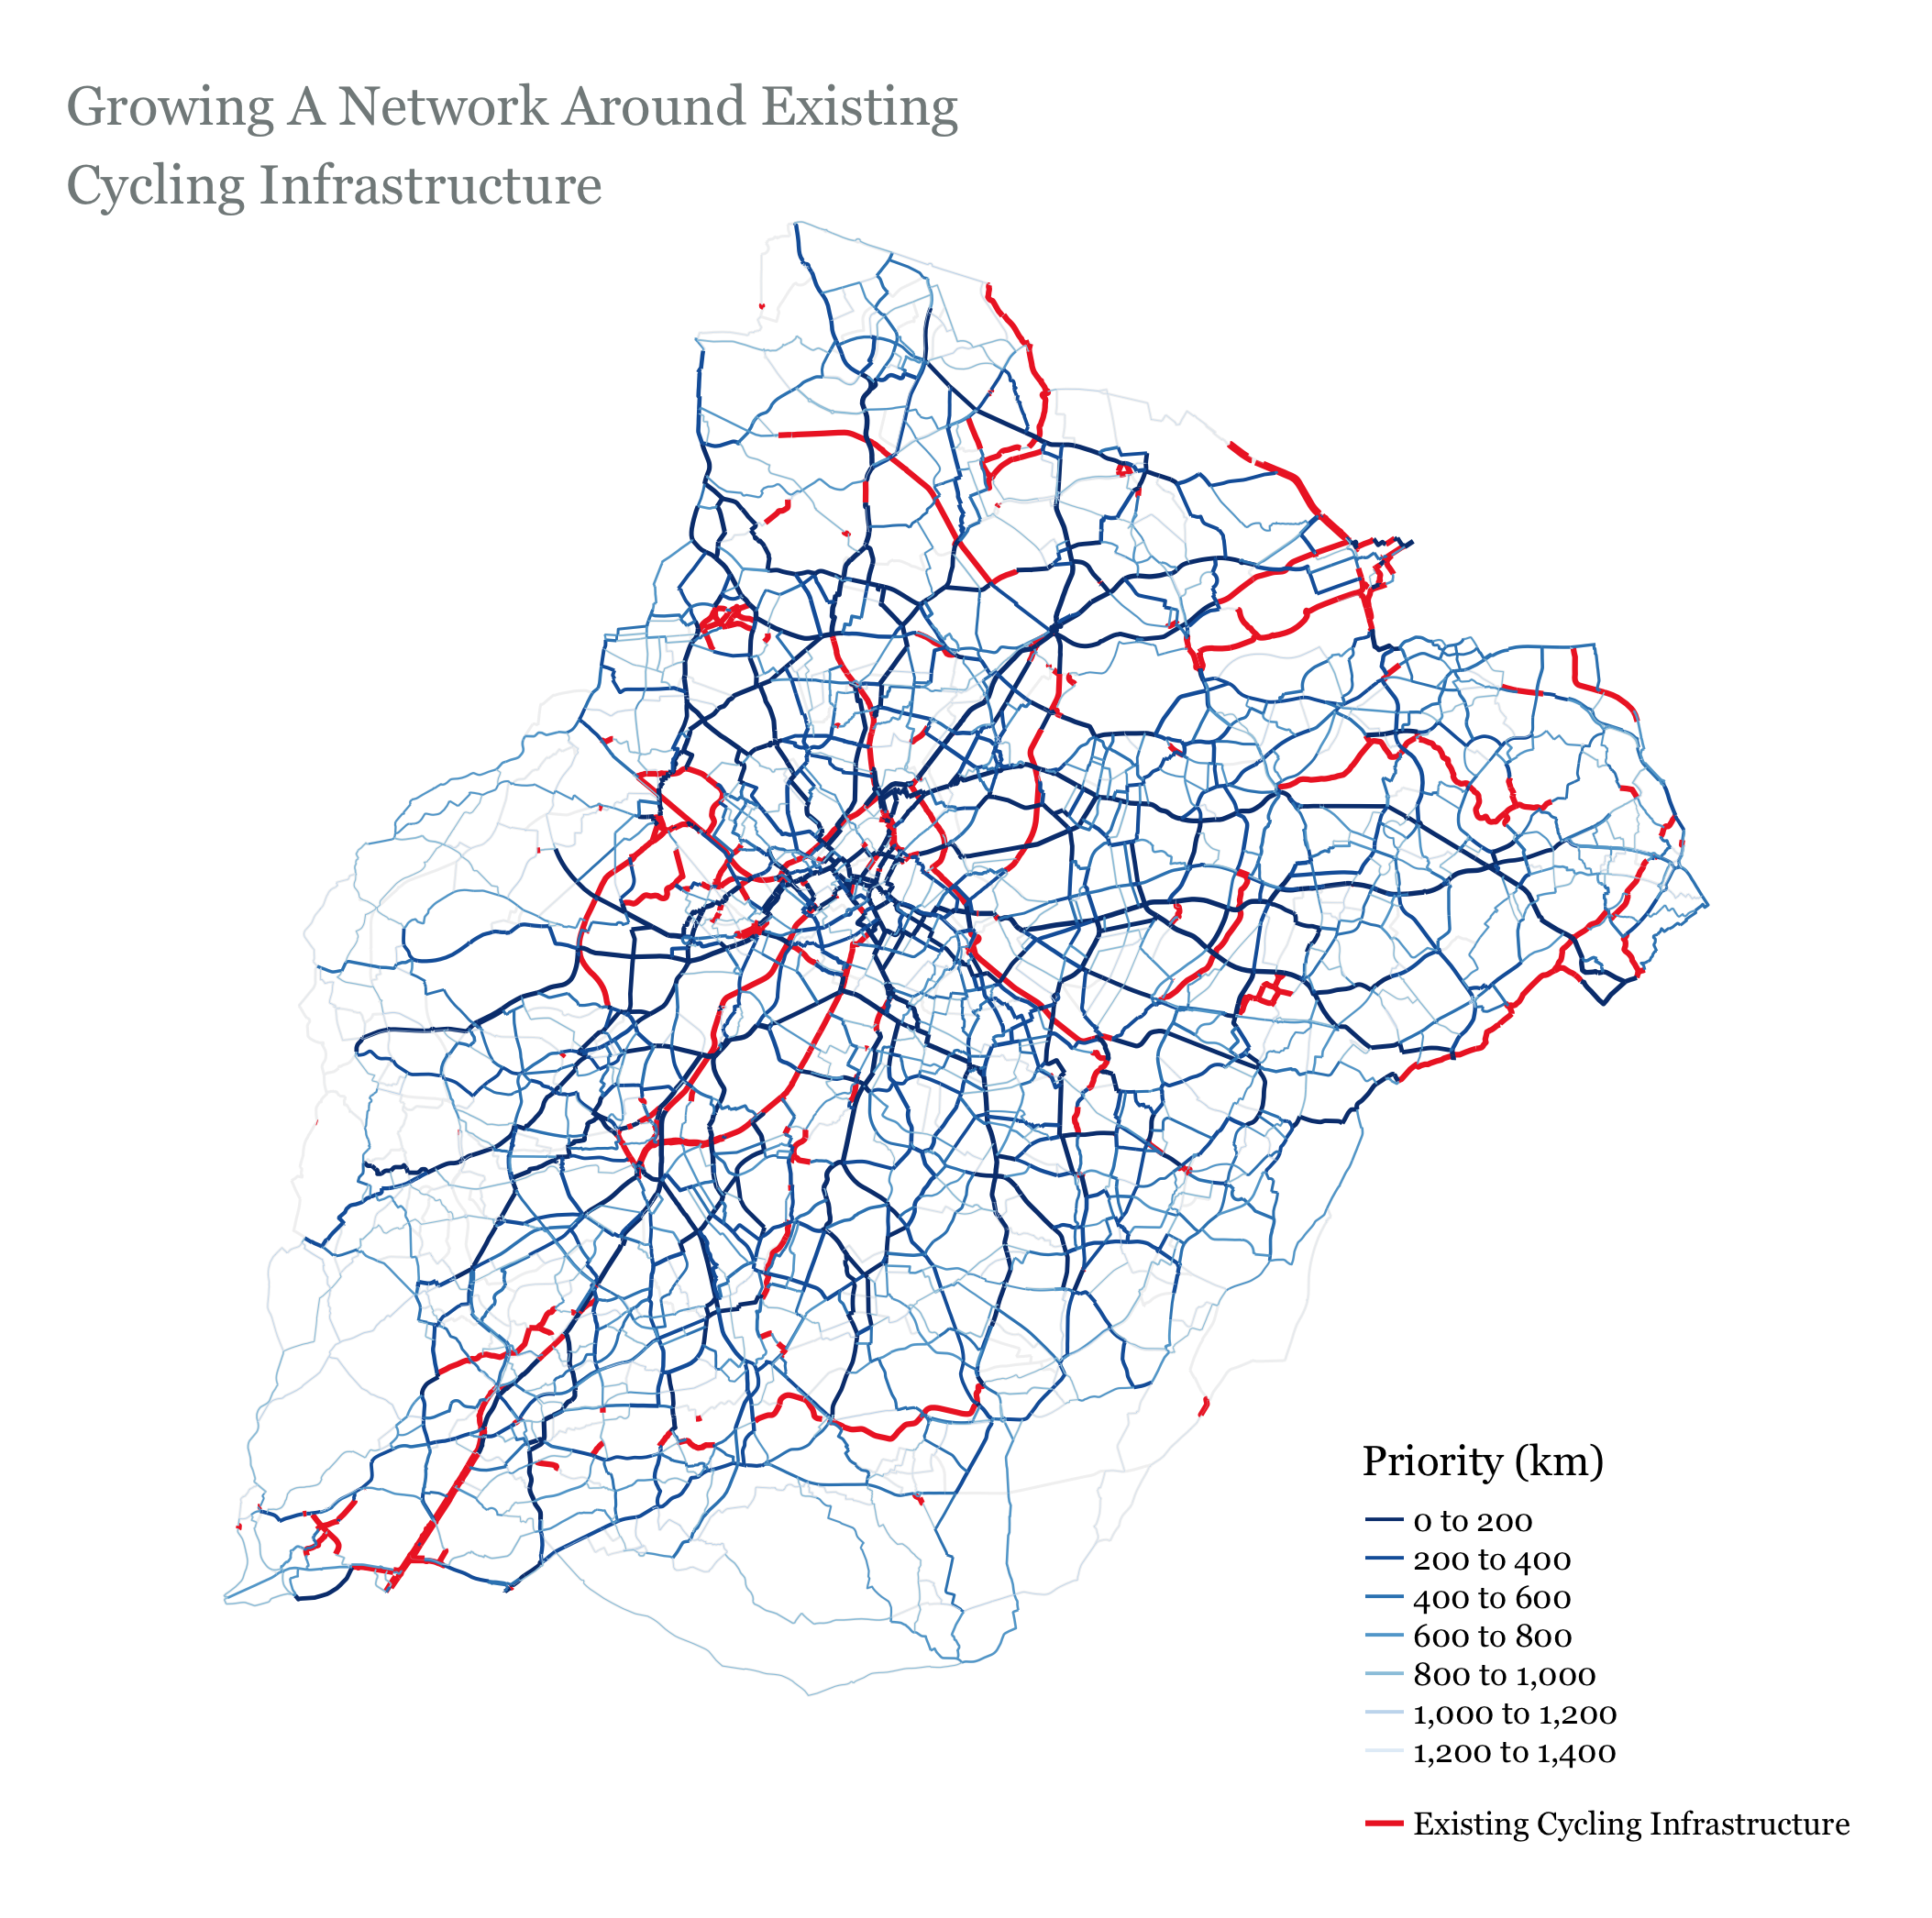 Growing A Network Around Existing
Cycling Infrastructure
Priority (km)
0 to 200
200 to 400
400 to 600
600 to 800
800 to 1,000
1,000 to 1,200
1,200 to 1,400
Existing Cycling Infrastructure